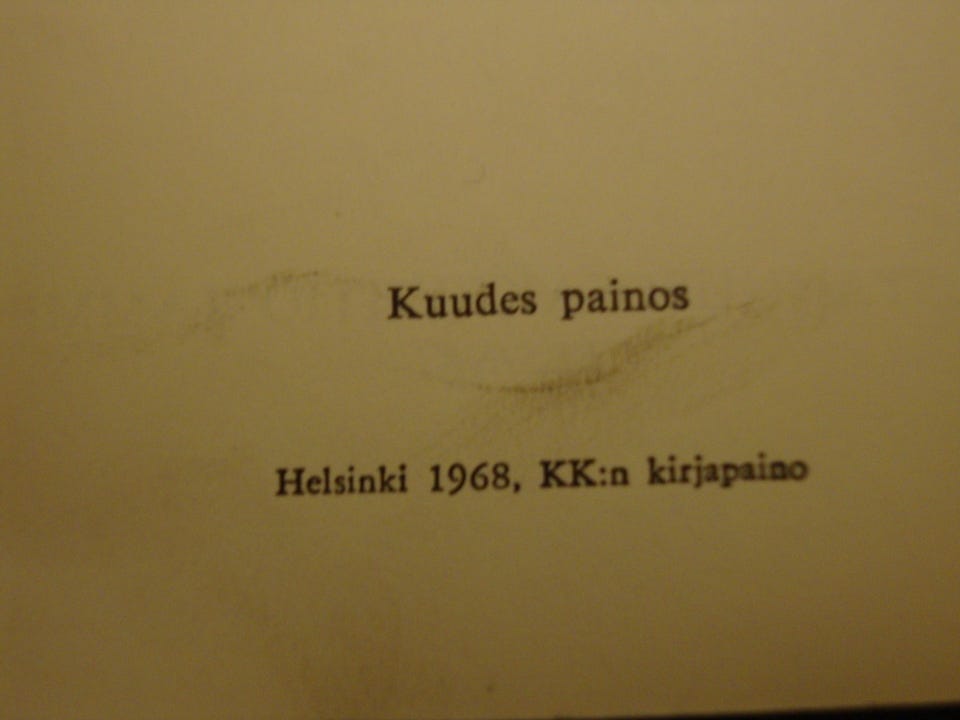 Kuudes painos
Helsinki 1968, KK:n kirjapaino